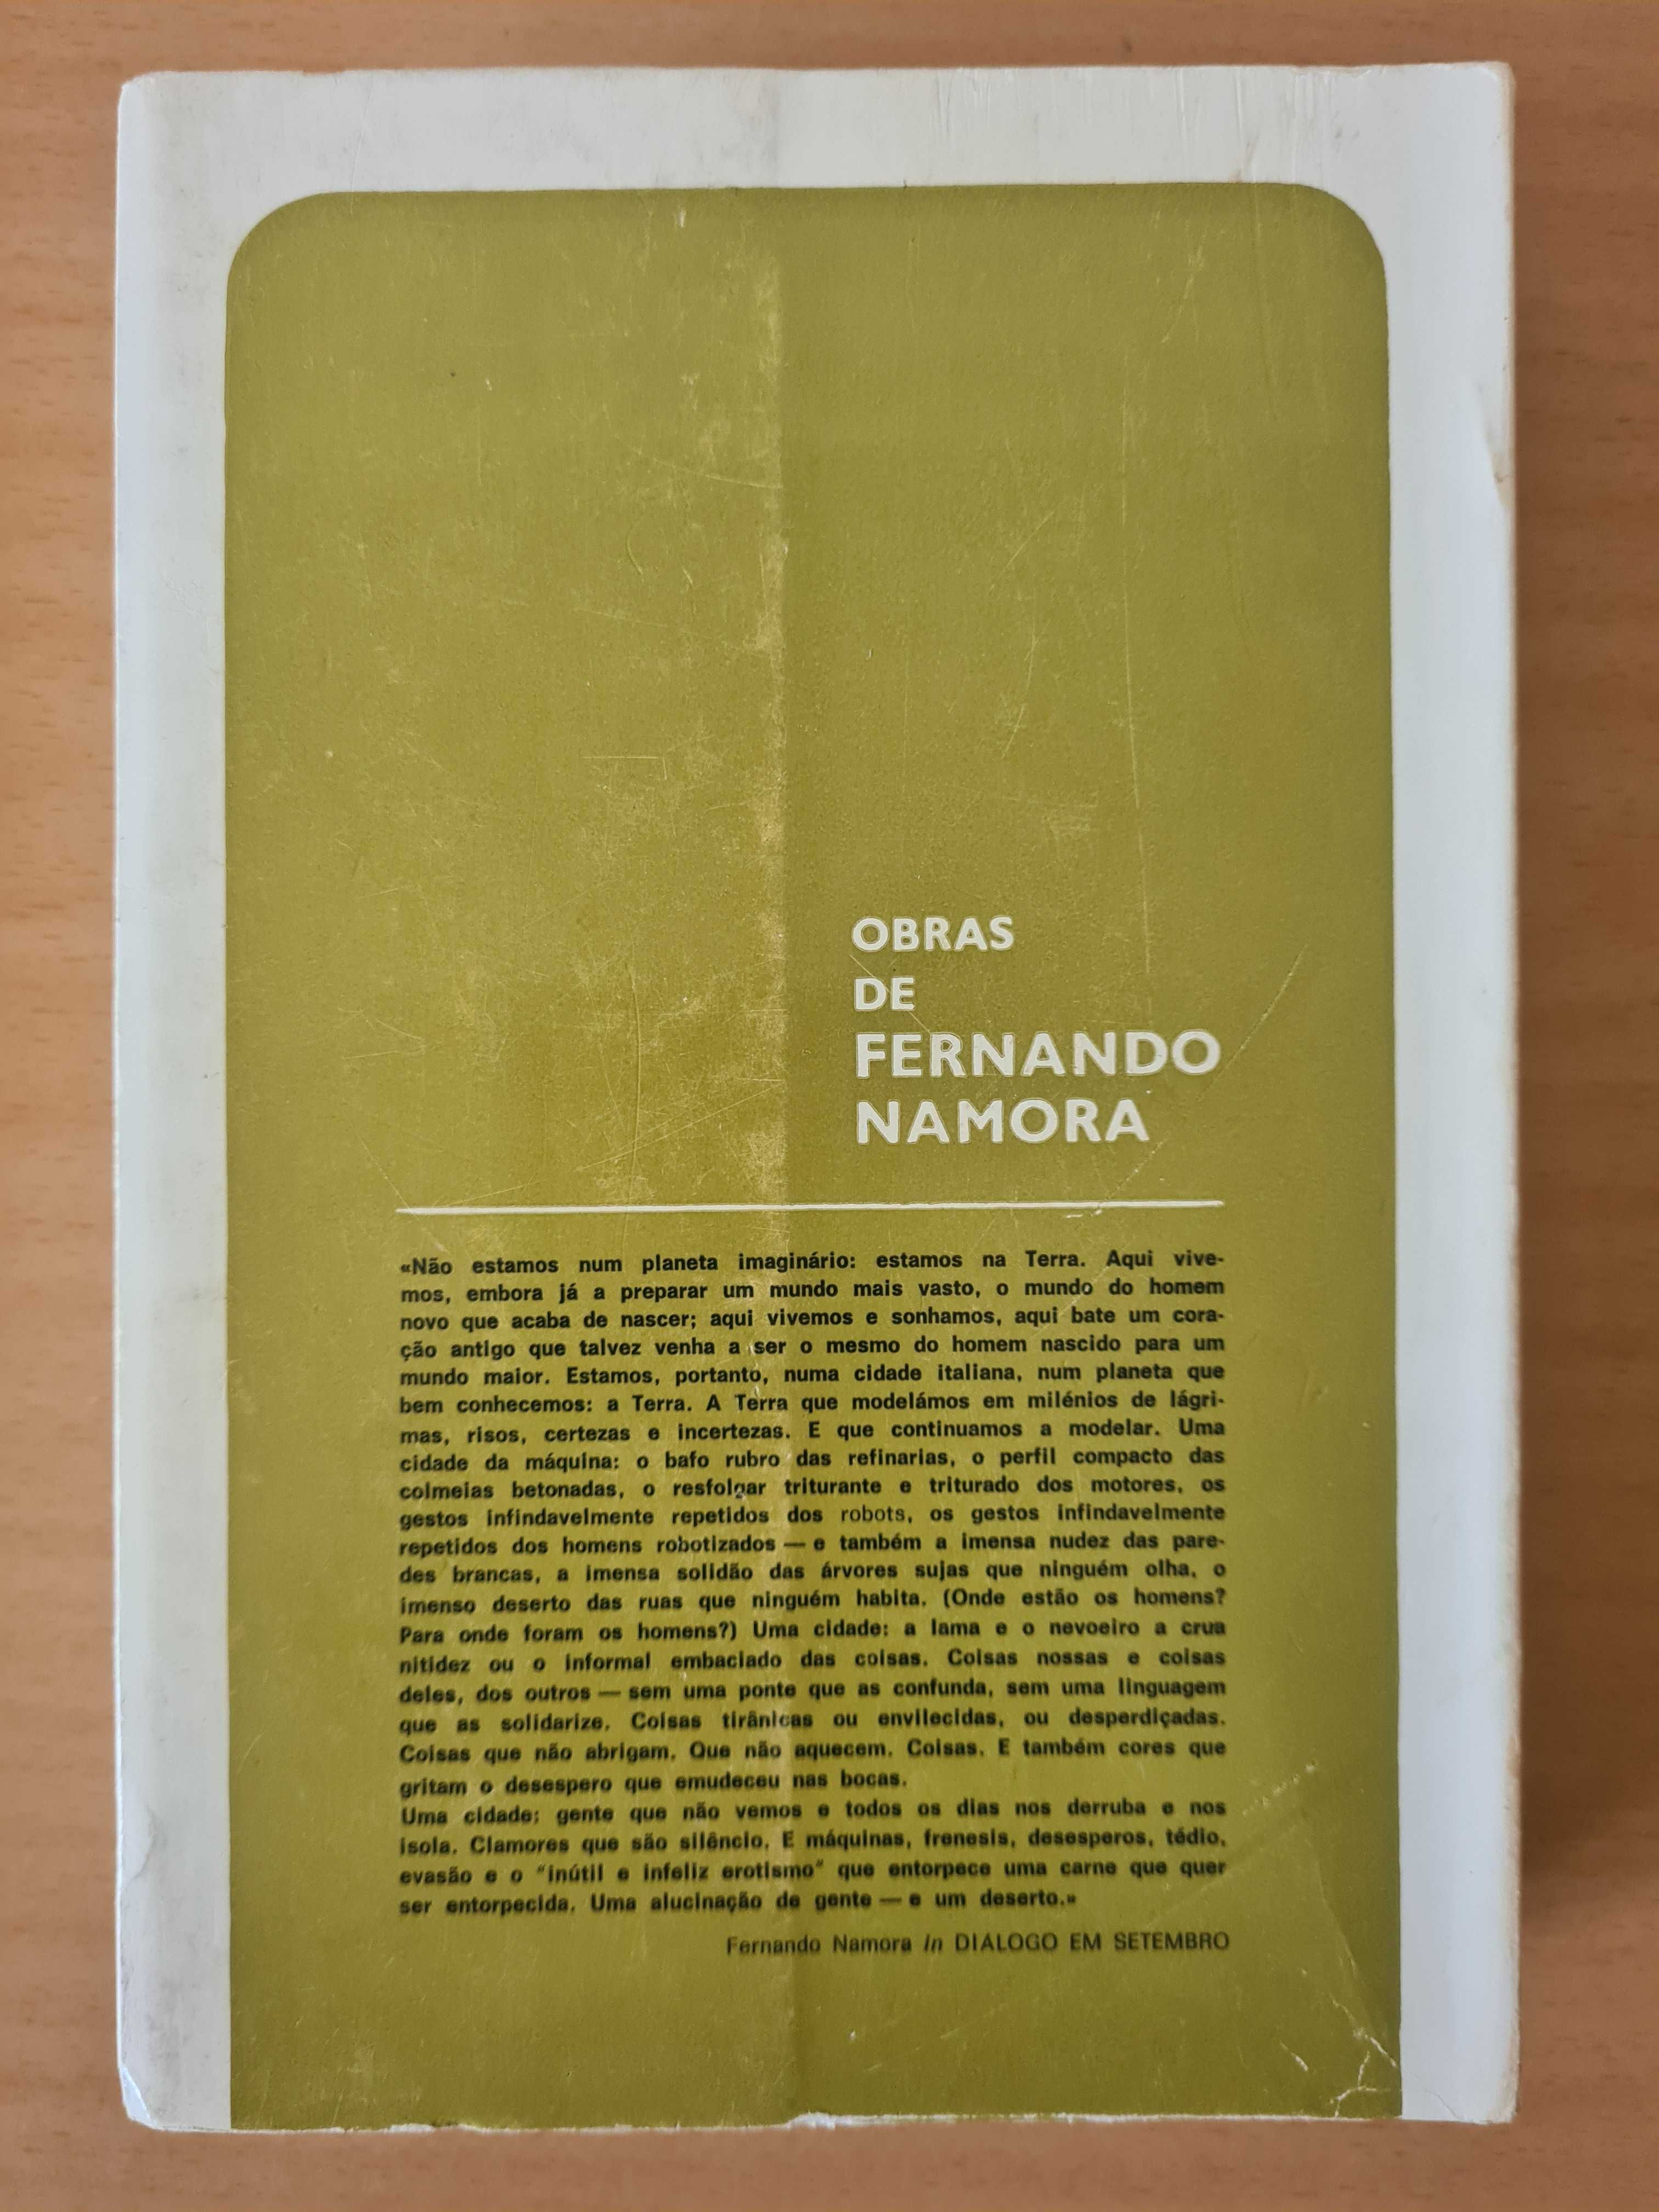 OBRAS
DE
FERNANDO
NAMORA
«Não estamos num planeta imaginário: estamos na Terra. Aqui vive-
mos, embora já a preparar um mundo mais vasto, o mundo do homem
novo que acaba de nascer; aqui vivemos e sonhamos, aqui bate um cora-
ção antigo que talvez venha a ser o mesmo do homem nascido para um
mundo maior. Estamos, portanto, numa cidade italiana, num planeta que
bem conhecemos: a Terra. A Terra que modelámos em milénios de lágri-
mas, risos, certezas e incertezas. E que continuamos a modelar. Uma
cidade da máquina: o bafo rubro das refinarias, o perfil compacto das
colmeias betonadas, o resfolgar triturante e triturado dos motores, os
gestos infindavelmente repetidos dos robots, os gestos infindavelmente
repetidos dos homens robotizados — e também a imensa nudez das pare-
des brancas, a imensa solidão das árvores sujas que ninguém olha, o
imenso deserto das ruas que ninguém habita. (Onde estão os homens?
Para onde foram os homens?) Uma cidade: a lama e o nevoeiro a crua
nitidez ou o informal embaciado das coisas. Coisas nossas e coisas
deles, dos outros — sem uma ponte que as confunda, sem uma linguagem
que as solidarize. Coisas tirânicas ou envilecidas, ou desperdiçadas.
Coisas que não abrigam. Que não aquecem. Coisas. E também cores que
gritam o desespero que emudeceu nas bocas.
Uma cidade; gente que não vemos e todos os dias nos derruba e nos
isola. Clamores que são silêncio. E máquinas, frenesis, desesperos, tédio,
evasão e o “inútil e infeliz erotismo” que entorpece uma carne que quer
ser entorpecida. Uma alucinação de gente — e um deserto.»
Fernando Namora in DIÁLOGO EM SETEMBRO